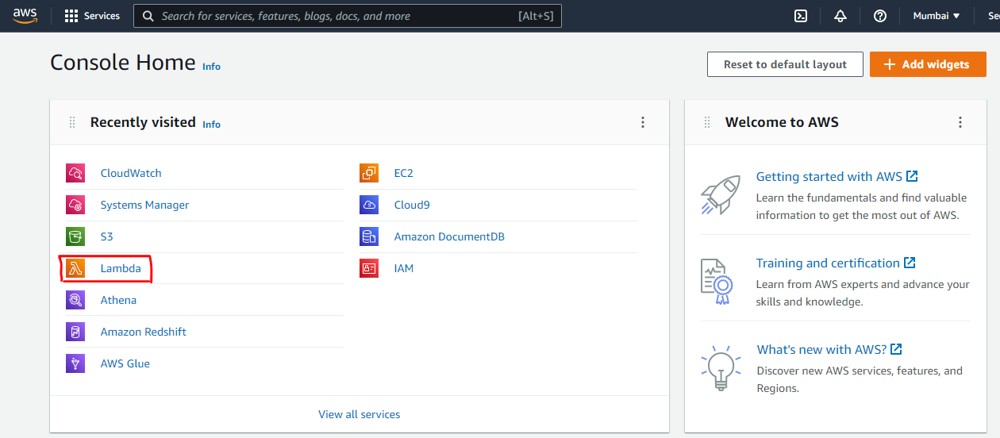 aws
Services
Search for services, features, blogs, docs, and more [Alt+S]
Mumbai
Se
Console Home Info
Reset to default layout
Add widgets
Recently visited Info
CloudWatch
Systems Manager
S3
Lambda
Athena
Amazon Redshift
AWS Glue
EC2
Cloud9
Amazon DocumentDB
IAM
View all services
Welcome to AWS
Getting started with AWS
Learn the fundamentals and find valuable
information to get the most out of AWS.
Training and certification
Learn from AWS experts and advance your
skills and knowledge.
What's new with AWS?
Discover new AWS services, features, and
Regions.